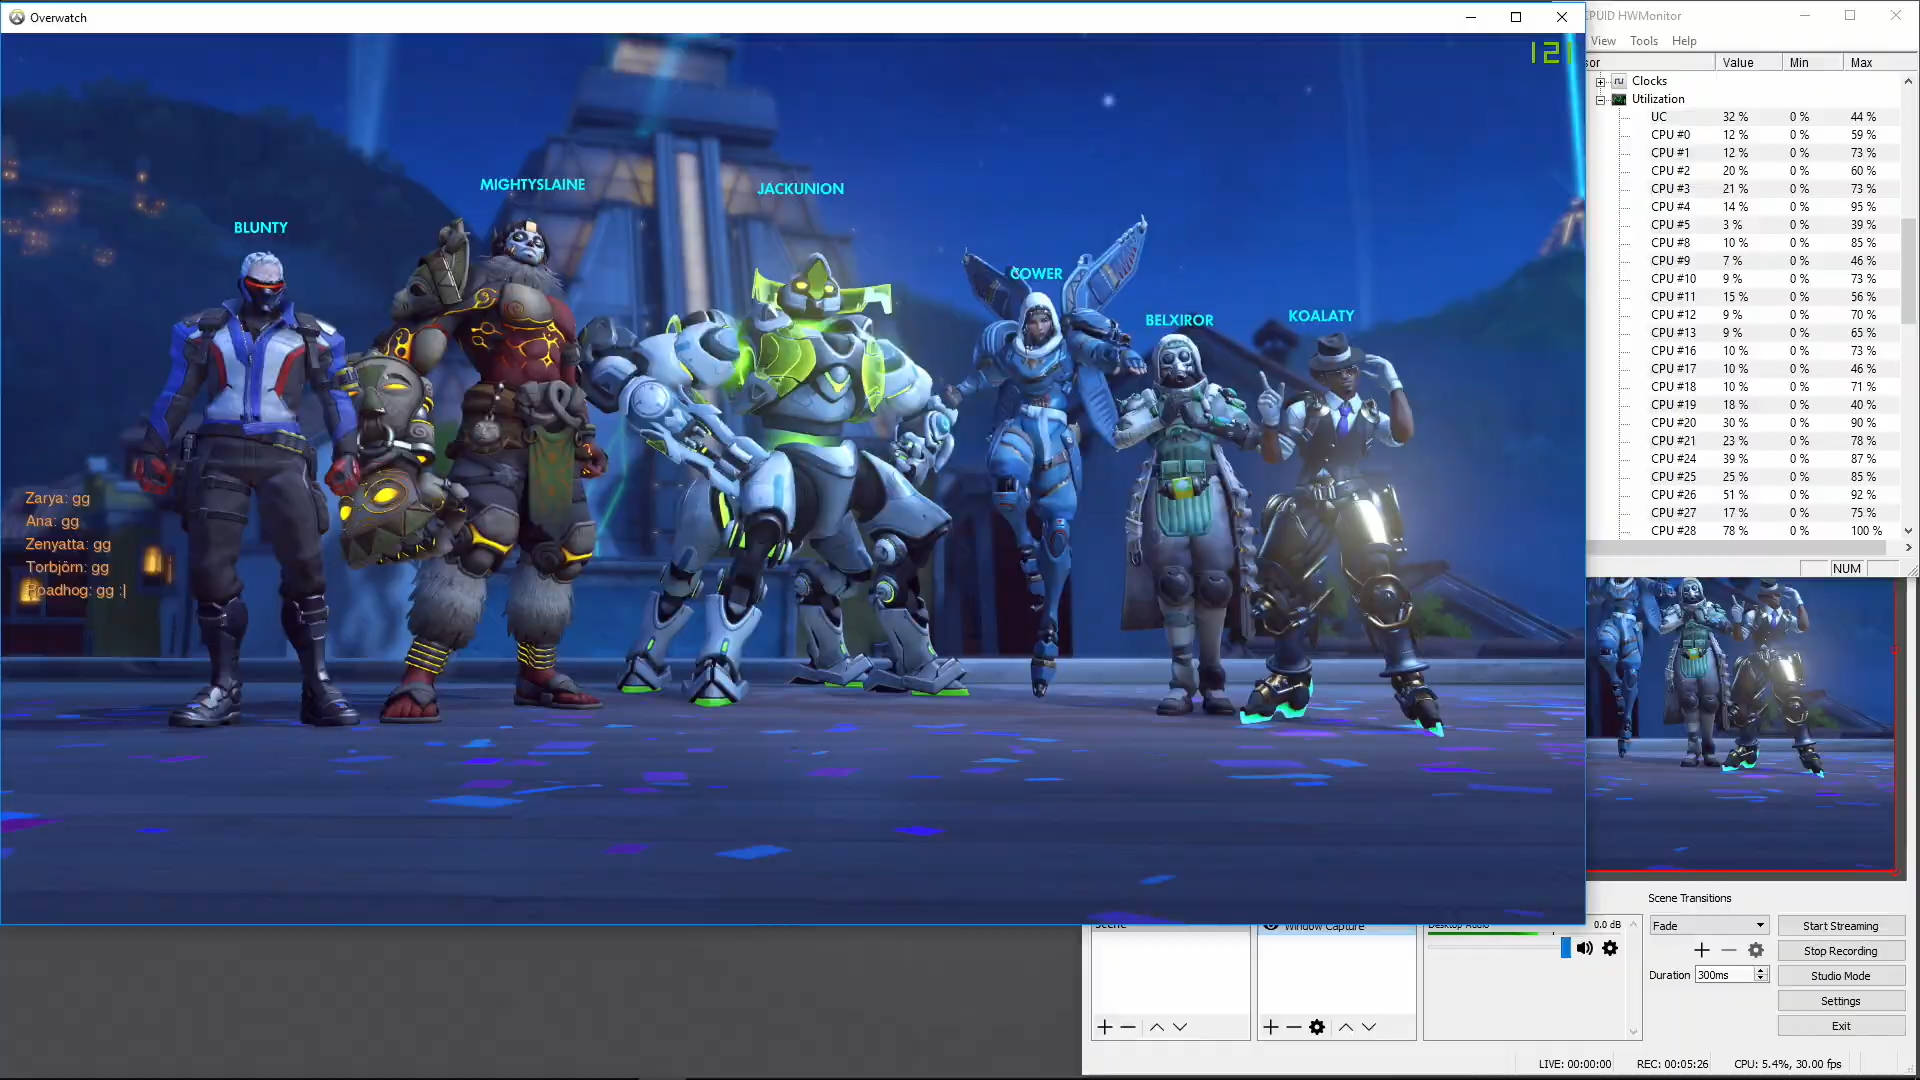 Overwatch
121
BLUNTY
MIGHTYSLAINE
JACKUNION
COWER
BELXIROR
KOALATY
Zarya: gg
Ana: gg
Zenyatta: gg
Torbjörn: gg
Roadhog: gg :|
PUID HWMonitor
View Tools Help
sor Value Min Max
Clocks
Utilization
UC 32 % 0 % 44 %
CPU #0 12 % 0 % 59 %
CPU #1 12 % 0 % 73 %
CPU #2 20 % 0 % 60 %
CPU #3 21 % 0 % 73 %
CPU #4 14 % 0 % 95 %
CPU #5 3 % 0 % 39 %
CPU #8 10 % 0 % 85 %
CPU #9 7 % 0 % 46 %
CPU #10 9 % 0 % 73 %
CPU #11 15 % 0 % 56 %
CPU #12 9 % 0 % 70 %
CPU #13 9 % 0 % 65 %
CPU #16 10 % 0 % 73 %
CPU #17 10 % 0 % 46 %
CPU #18 10 % 0 % 71 %
CPU #19 18 % 0 % 40 %
CPU #20 30 % 0 % 90 %
CPU #21 23 % 0 % 78 %
CPU #24 39 % 0 % 87 %
CPU #25 25 % 0 % 85 %
CPU #26 51 % 0 % 92 %
CPU #27 17 % 0 % 75 %
CPU #28 78 % 0 % 100 %
NUM
Scene Transitions
Scene
Window Capture
Desktop Audio 0.0 dB
Fade
Duration 300ms
Start Streaming
Stop Recording
Studio Mode
Settings
Exit
LIVE: 00:00:00 REC: 00:05:26 CPU: 5.4%, 30.00 fps